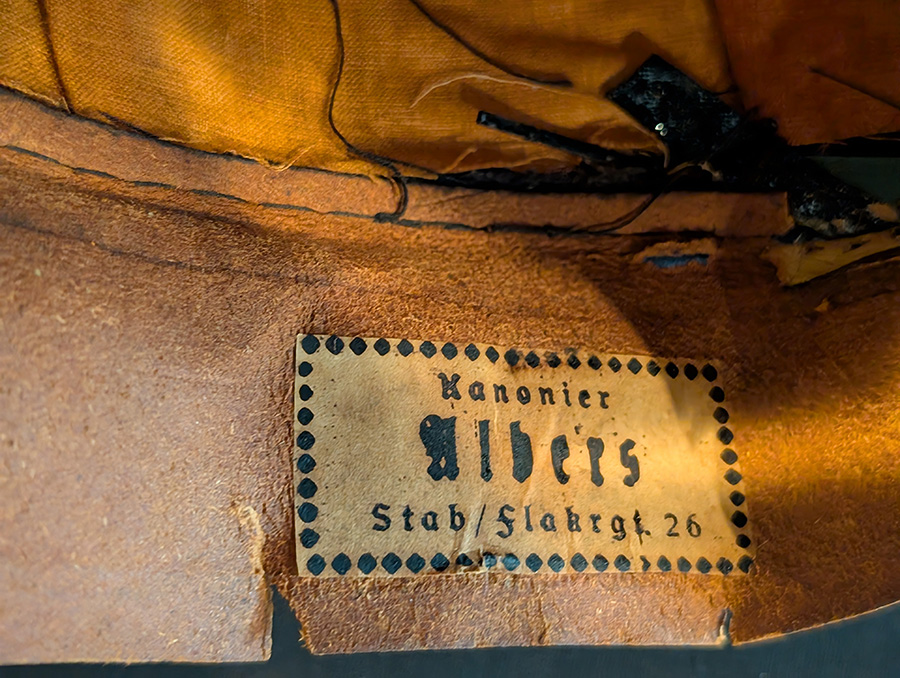 Kanonier
Albers
Stab/Flakrgt. 26